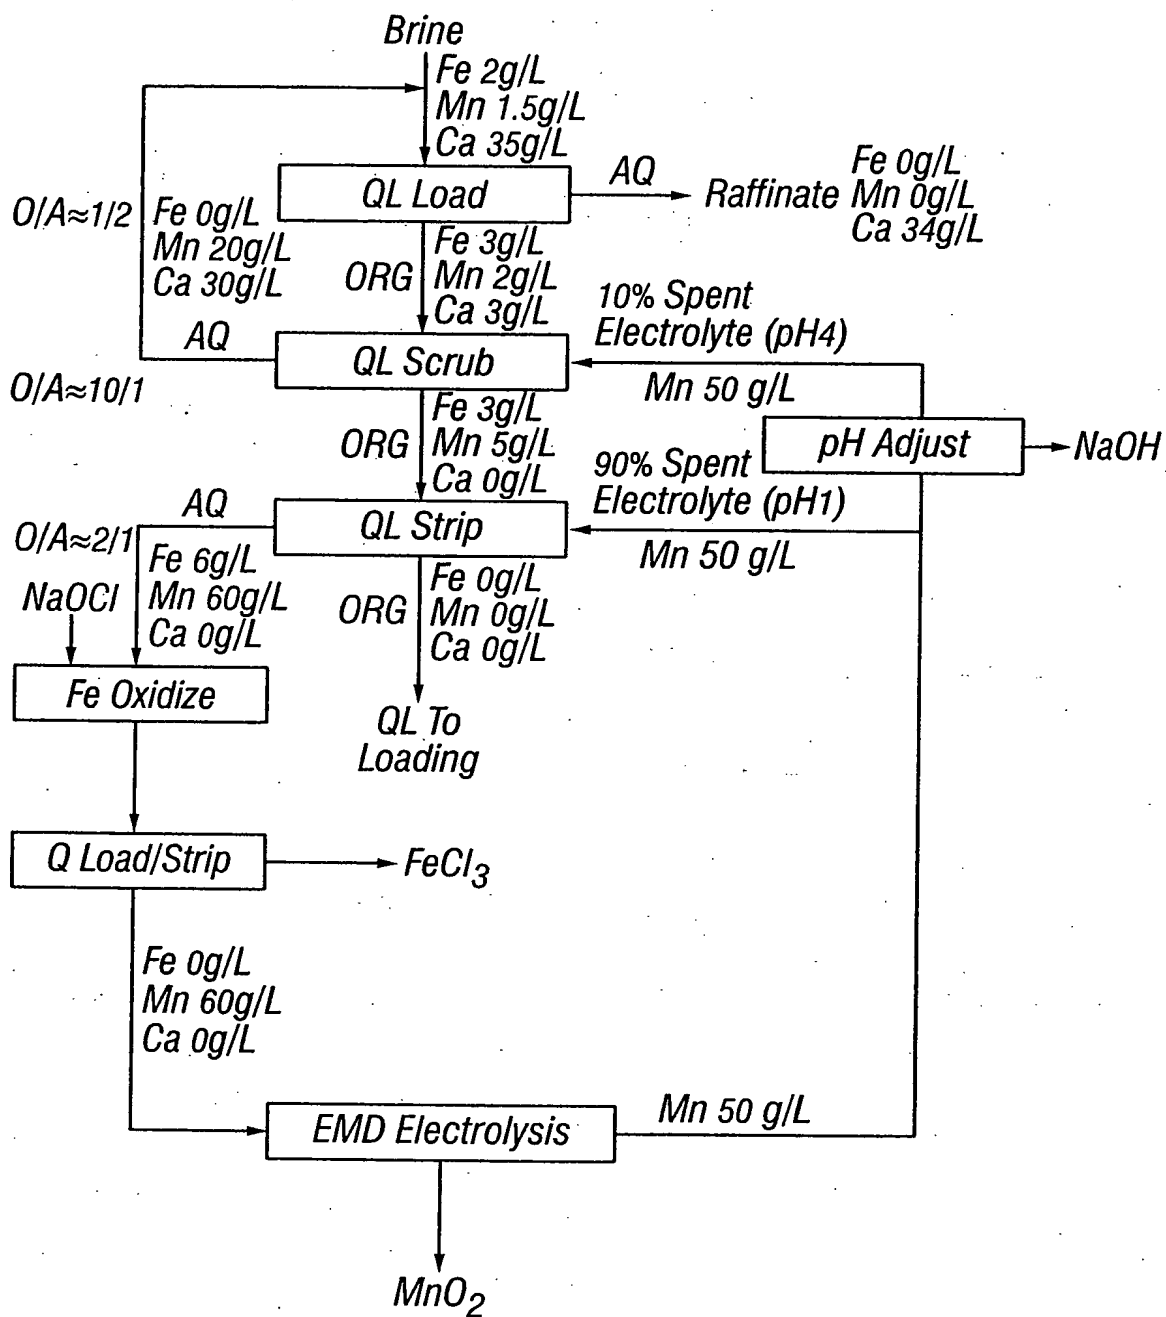 Brine
Fe 2g/L
Mn 1.5g/L
Ca 35g/L
QL Load
AQ
Raffinate
Fe 0g/L
Mn 0g/L
Ca 34g/L
O/A≈1/2
Fe 0g/L
Mn 20g/L
Ca 30g/L
ORG
Fe 3g/L
Mn 2g/L
Ca 3g/L
10% Spent
Electrolyte (pH4)
Mn 50 g/L
AQ
QL Scrub
O/A≈10/1
ORG
Fe 3g/L
Mn 5g/L
Ca 0g/L
pH Adjust
NaOH
90% Spent
Electrolyte (pH1)
Mn 50 g/L
AQ
QL Strip
O/A≈2/1
NaOCl
Fe 6g/L
Mn 60g/L
Ca 0g/L
ORG
Fe 0g/L
Mn 0g/L
Ca 0g/L
Fe Oxidize
QL To
Loading
Q Load/Strip
FeCl3
Fe 0g/L
Mn 60g/L
Ca 0g/L
EMD Electrolysis
Mn 50 g/L
MnO2